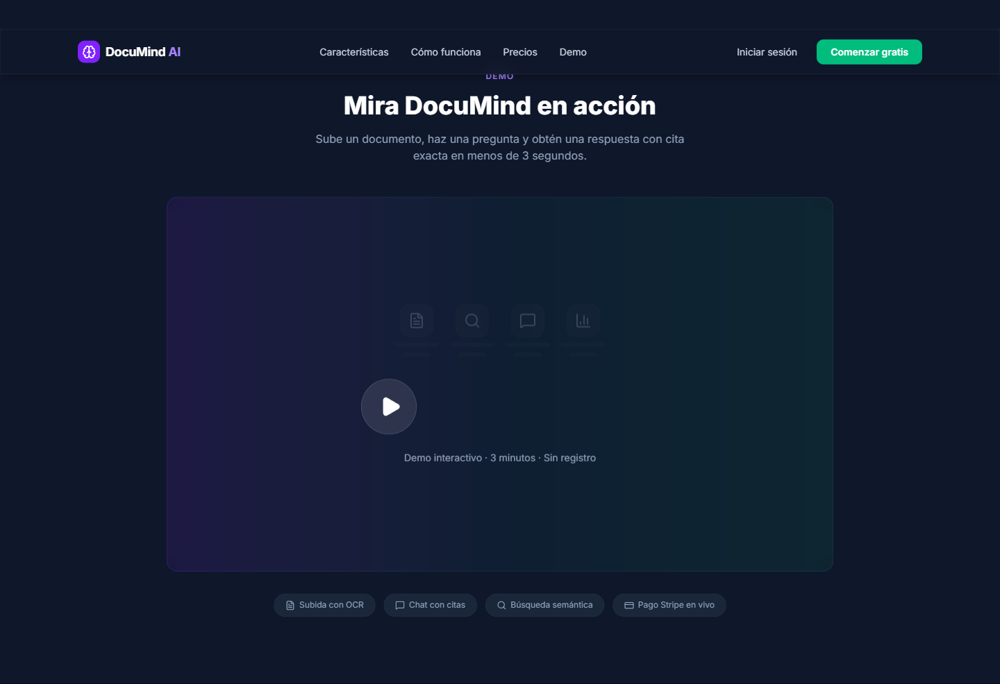 DocuMind AI
Características
Cómo funciona
Precios
Demo
Iniciar sesión
Comenzar gratis
DEMO
Mira DocuMind en acción
Sube un documento, haz una pregunta y obtén una respuesta con cita
exacta en menos de 3 segundos.
Demo interactivo · 3 minutos · Sin registro
Subida con OCR
Chat con citas
Búsqueda semántica
Pago Stripe en vivo